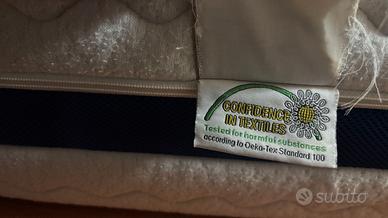 CONFIDENCE
IN TEXTILES
Tested for harmful substances
according to Oeko-Tex Standard 100
subito